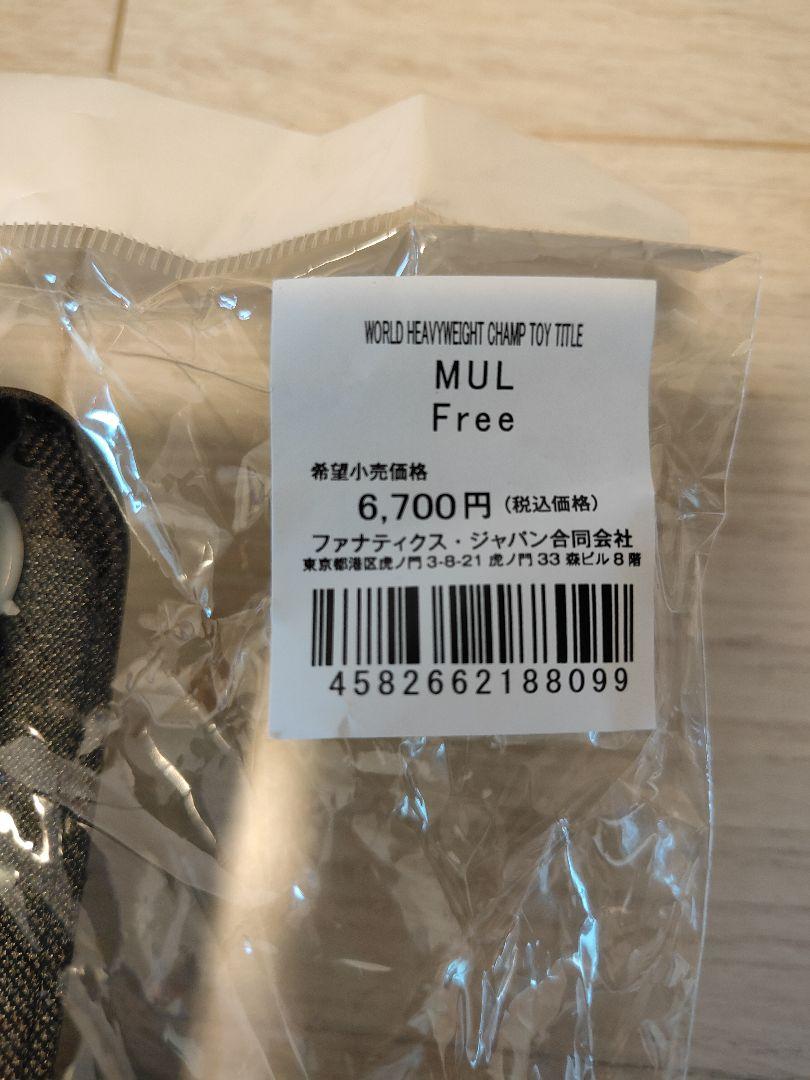 WORLD HEAVYWEIGHT CHAMP TOY TITLE
MUL
Free
希望小売価格
6,700円 (税込価格)
ファナティクス・ジャパン合同会社
東京都港区虎ノ門 3-8-21 虎ノ門 33 森ビル 8 階
4582662188099